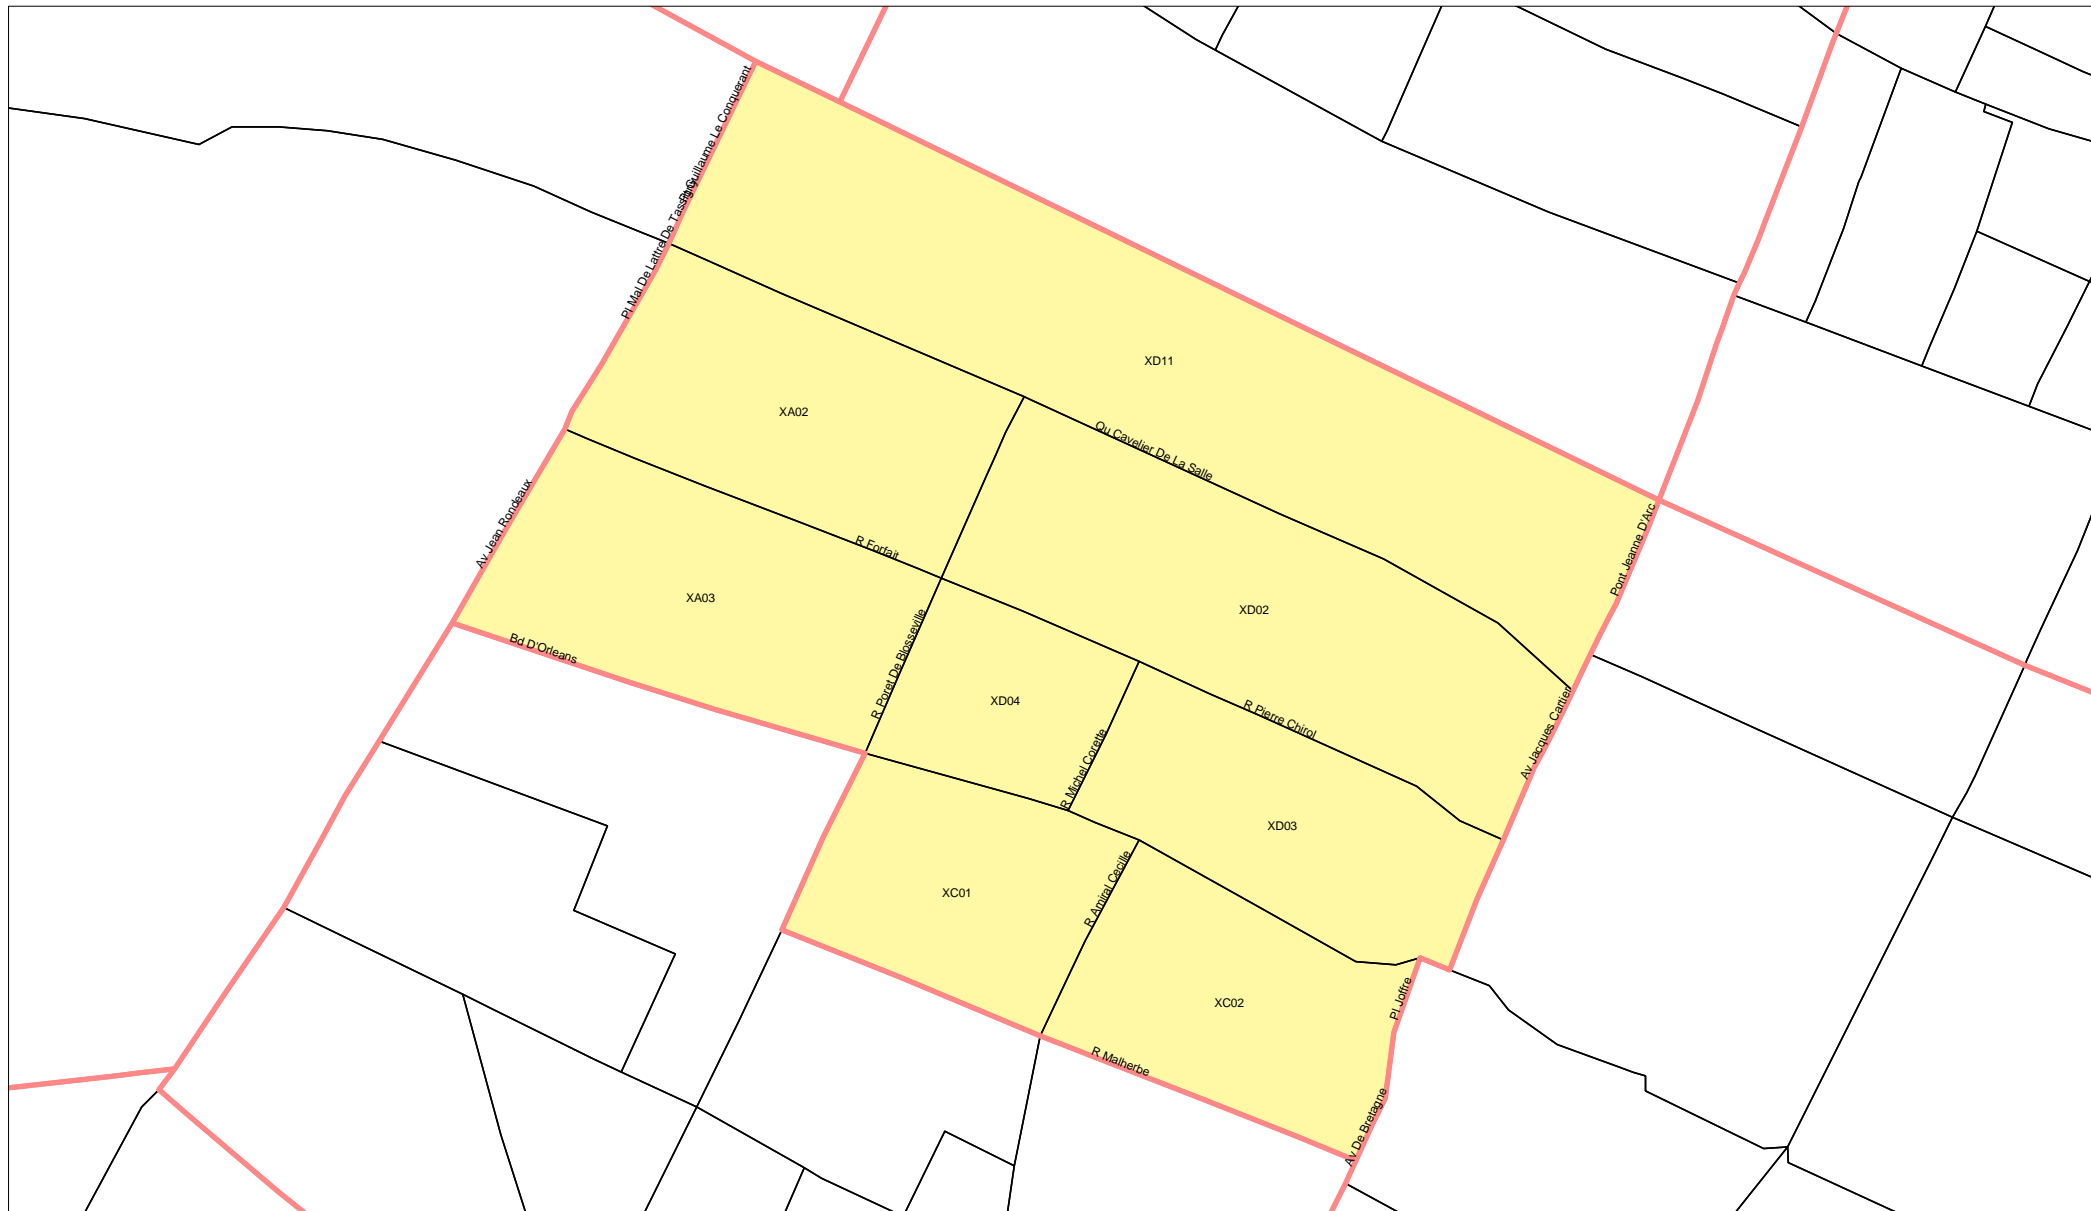 Pt Guillaume Le Conquerant
Pl Mal De Lattre De Tassigny
XD11
XA02
Qu Cavelier De La Salle
Av Jean Rondeaux
R Forfait
Pont Jeanne D'Arc
XA03
XD02
Bd D'Orleans
R Poret De Blosseville
XD04
R Pierre Chirol
Av Jacques Cartier
R Michel Corette
XD03
XC01
R Amiral Cecille
XC02
Pl Joffre
R Malherbe
Av De Bretagne